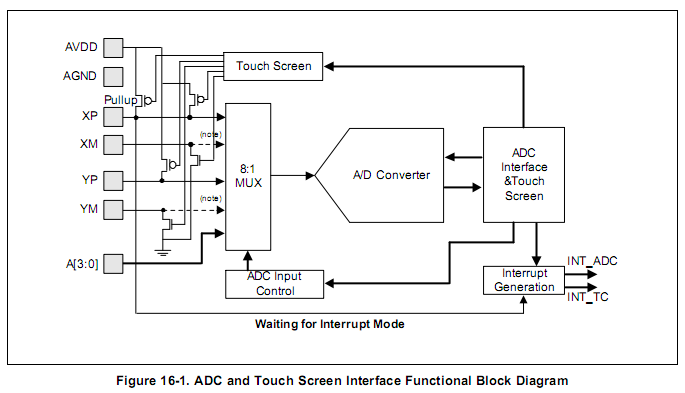 AVDD
Touch Screen
AGND
Pullup
XP
(note)
XM
8:1
MUX
A/D Converter
ADC
Interface
&Touch
Screen
YP
(note)
YM
A[3:0]
ADC Input
Control
Interrupt
Generation
INT_ADC
INT_TC
Waiting for Interrupt Mode
Figure 16-1. ADC and Touch Screen Interface Functional Block Diagram